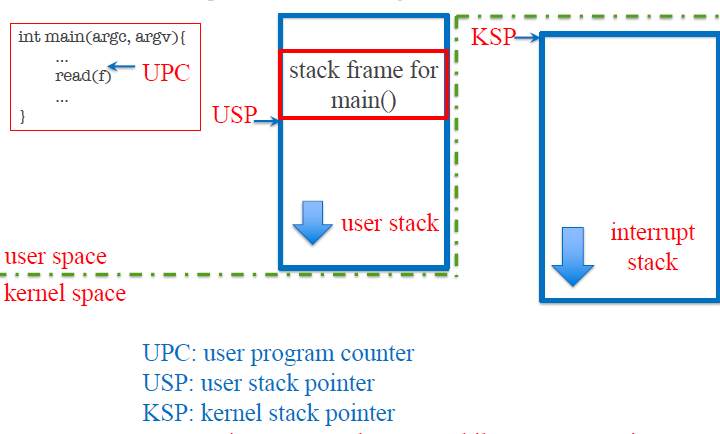 int main(argc, argv){
...
read(f)
...
}
UPC
USP
stack frame for
main()
user stack
KSP
interrupt
stack
user space
kernel space
UPC: user program counter
USP: user stack pointer
KSP: kernel stack pointer